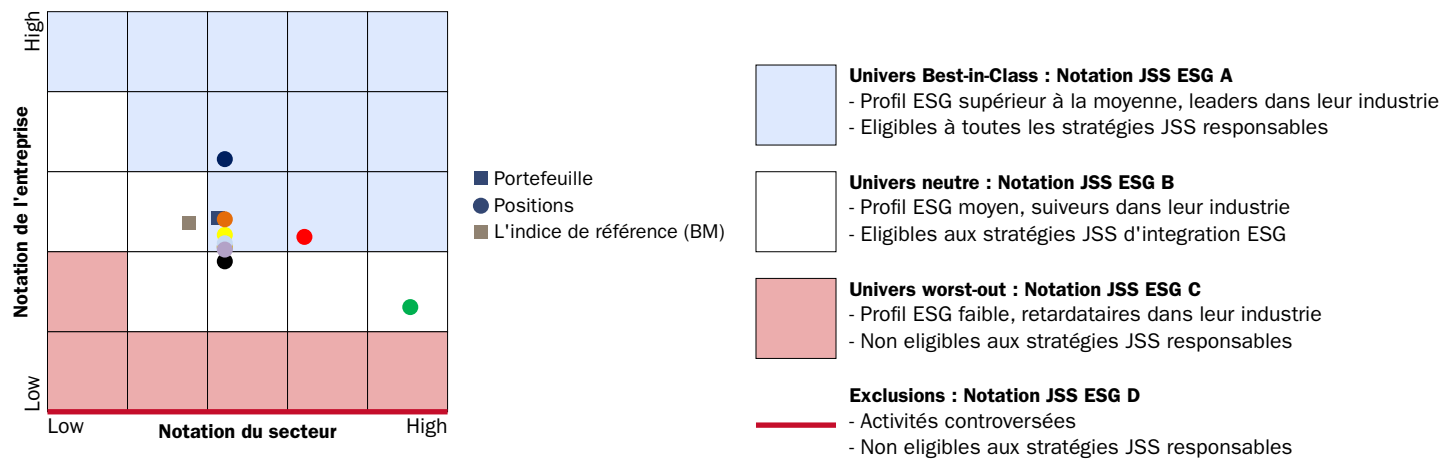 High
Notation de l'entreprise
Low
Low
Notation du secteur
High
Portefeuille
Positions
L'indice de référence (BM)
Univers Best-in-Class : Notation JSS ESG A
- Profil ESG supérieur à la moyenne, leaders dans leur industrie
- Eligibles à toutes les stratégies JSS responsables
Univers neutre : Notation JSS ESG B
- Profil ESG moyen, suiveurs dans leur industrie
- Eligibles aux stratégies JSS d'integration ESG
Univers worst-out : Notation JSS ESG C
- Profil ESG faible, retardataires dans leur industrie
- Non eligibles aux stratégies JSS responsables
Exclusions : Notation JSS ESG D
- Activités controversées
- Non eligibles aux stratégies JSS responsables